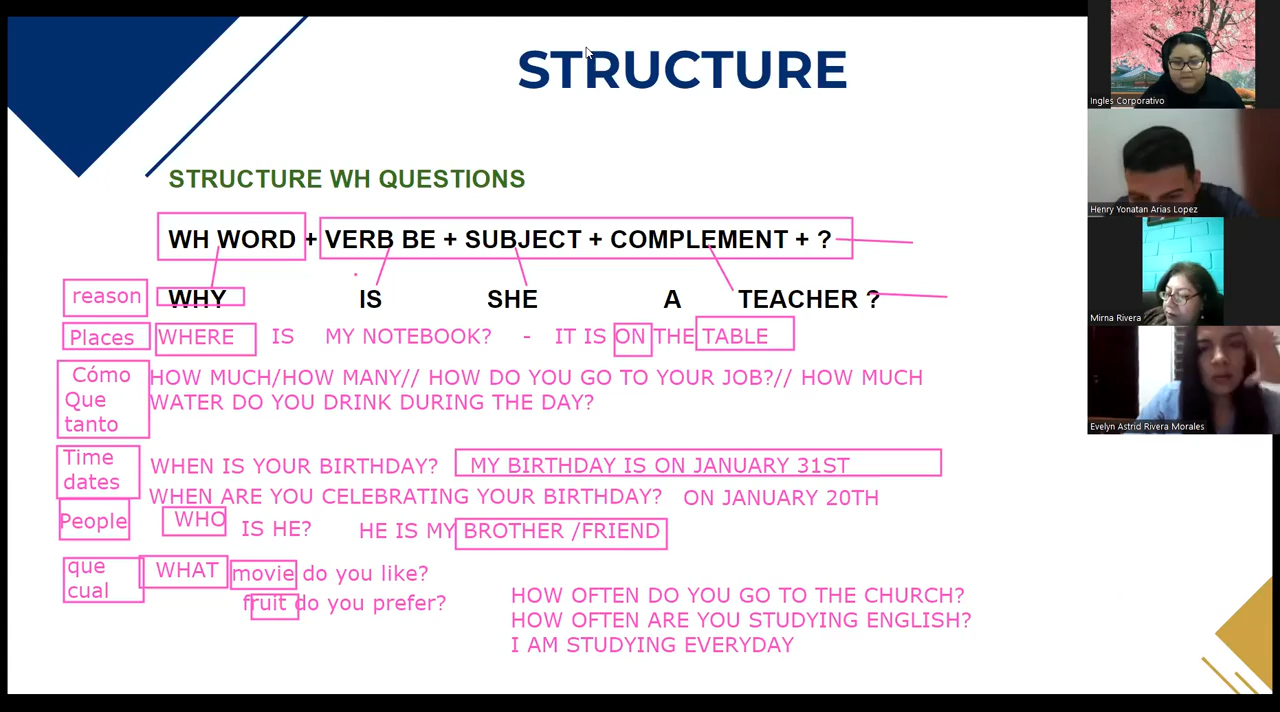 STRUCTURE
STRUCTURE WH QUESTIONS
WH WORD + VERB BE + SUBJECT + COMPLEMENT + ?
reason WHY IS SHE A TEACHER ?
Places WHERE IS MY NOTEBOOK? - IT IS ON THE TABLE
Cómo HOW MUCH/HOW MANY// HOW DO YOU GO TO YOUR JOB?// HOW MUCH
Que WATER DO YOU DRINK DURING THE DAY?
tanto
Time WHEN IS YOUR BIRTHDAY? MY BIRTHDAY IS ON JANUARY 31ST
dates
WHEN ARE YOU CELEBRATING YOUR BIRTHDAY? ON JANUARY 20TH
People WHO IS HE? HE IS MY BROTHER /FRIEND
que WHAT movie do you like?
cual
fruit do you prefer?
HOW OFTEN DO YOU GO TO THE CHURCH?
HOW OFTEN ARE YOU STUDYING ENGLISH?
I AM STUDYING EVERYDAY
Ingles Corporativo
Henry Yonatan Arias Lopez
Mirna Rivera
Evelyn Astrid Rivera Morales